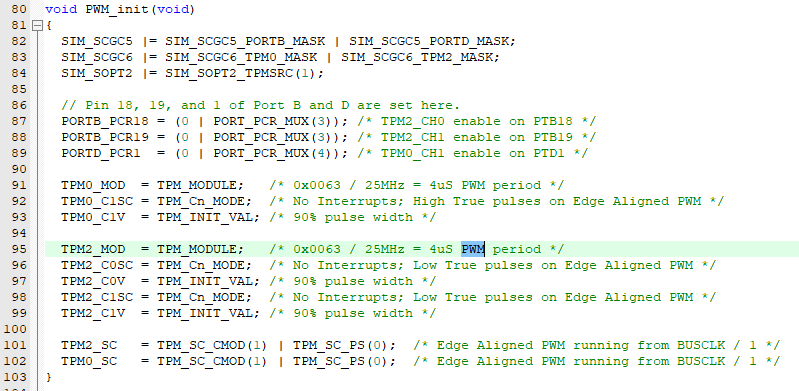 80 void PWM_init(void)
81 {
82 SIM_SCGC5 |= SIM_SCGC5_PORTB_MASK | SIM_SCGC5_PORTD_MASK;
83 SIM_SCGC6 |= SIM_SCGC6_TPM0_MASK | SIM_SCGC6_TPM2_MASK;
84 SIM_SOPT2 |= SIM_SOPT2_TPMSRC(1);
85
86 // Pin 18, 19, and 1 of Port B and D are set here.
87 PORTB_PCR18 = (0 | PORT_PCR_MUX(3)); /* TPM2_CH0 enable on PTB18 */
88 PORTB_PCR19 = (0 | PORT_PCR_MUX(3)); /* TPM2_CH1 enable on PTB19 */
89 PORTD_PCR1 = (0 | PORT_PCR_MUX(4)); /* TPM0_CH1 enable on PTD1 */
90
91 TPM0_MOD = TPM_MODULE; /* 0x0063 / 25MHz = 4uS PWM period */
92 TPM0_C1SC = TPM_Cn_MODE; /* No Interrupts; High True pulses on Edge Aligned PWM */
93 TPM0_C1V = TPM_INIT_VAL; /* 90% pulse width */
94
95 TPM2_MOD = TPM_MODULE; /* 0x0063 / 25MHz = 4uS PWM period */
96 TPM2_C0SC = TPM_Cn_MODE; /* No Interrupts; Low True pulses on Edge Aligned PWM */
97 TPM2_C0V = TPM_INIT_VAL; /* 90% pulse width */
98 TPM2_C1SC = TPM_Cn_MODE; /* No Interrupts; Low True pulses on Edge Aligned PWM */
99 TPM2_C1V = TPM_INIT_VAL; /* 90% pulse width */
100
101 TPM2_SC = TPM_SC_CMOD(1) | TPM_SC_PS(0); /* Edge Aligned PWM running from BUSCLK / 1 */
102 TPM0_SC = TPM_SC_CMOD(1) | TPM_SC_PS(0); /* Edge Aligned PWM running from BUSCLK / 1 */
103 }